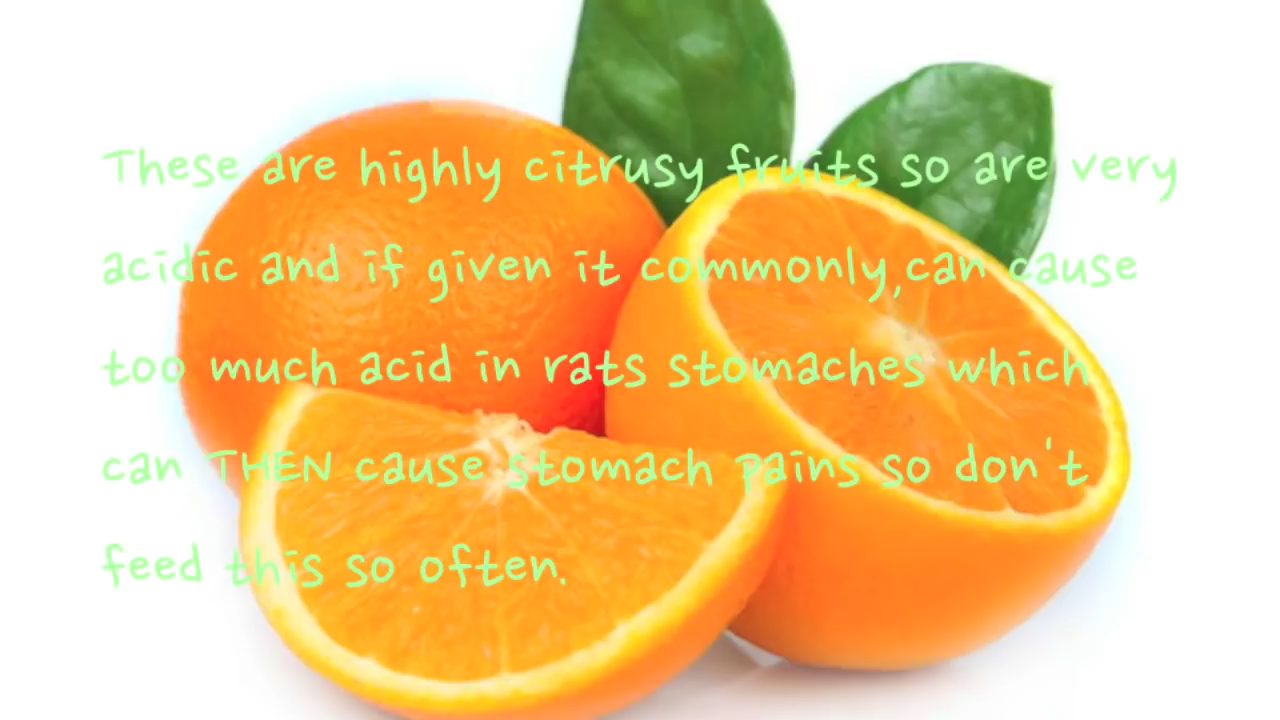 These are highly citrusy fruits so are very
acidic and if given it commonly,can cause
too much acid in rats stomaches which
can THEN cause stomach pains so don't
feed this so often.